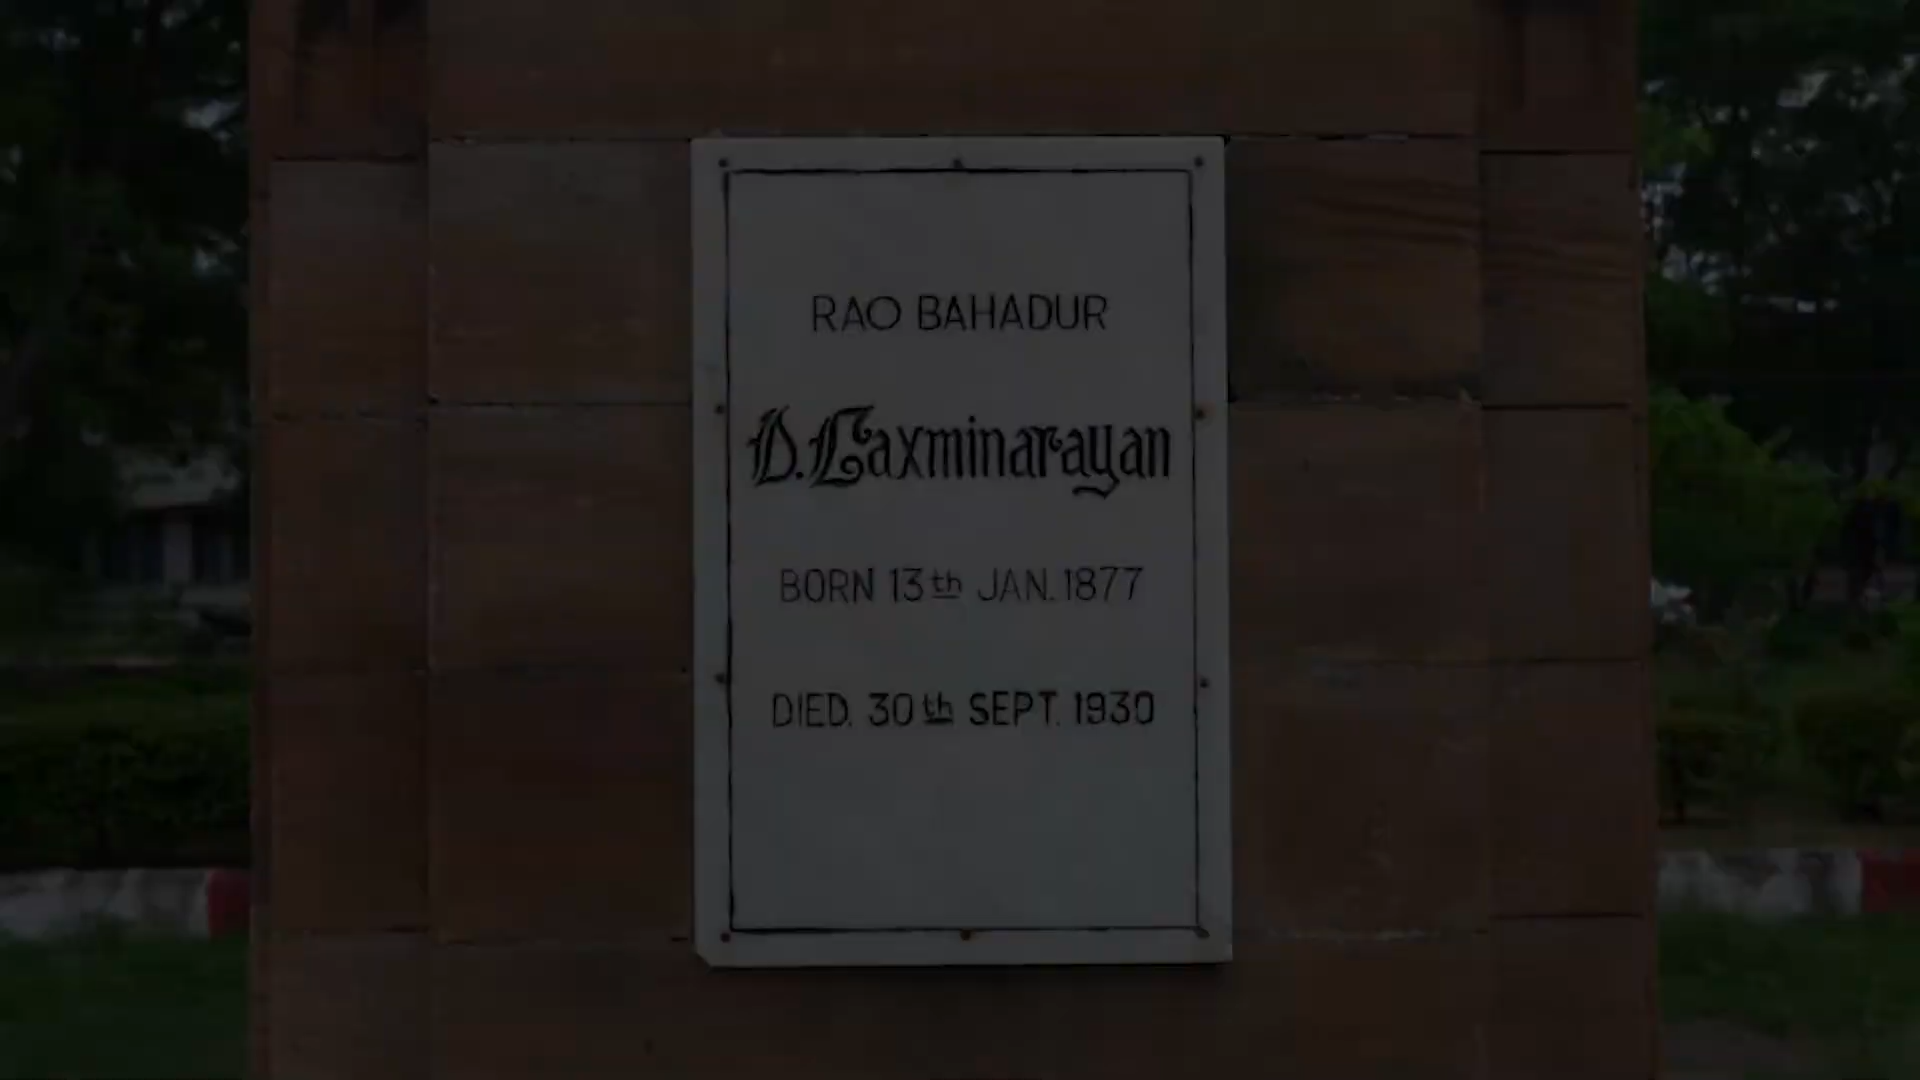 RAO BAHADUR
D. Laxminarayan
BORN 13th JAN. 1877
DIED. 30th SEPT. 1930